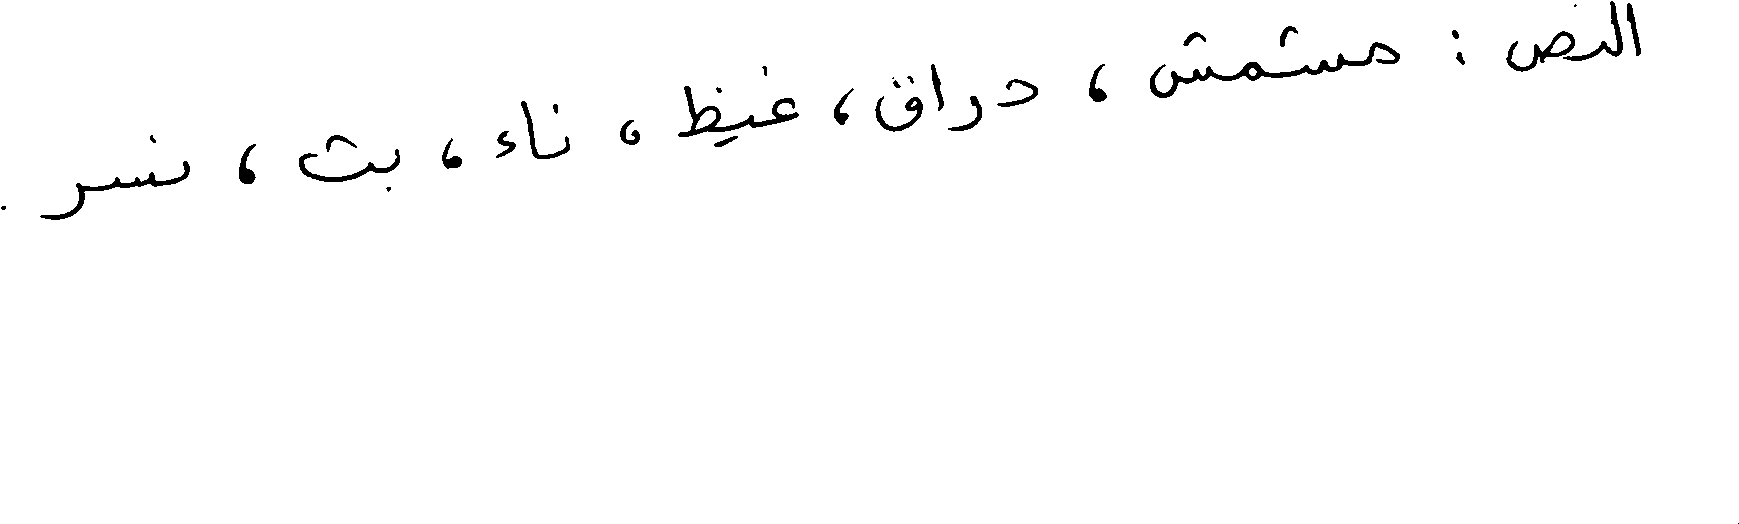 النص : مشمش ، دراق ، غيظ ، ناء ، بث ، نسر .